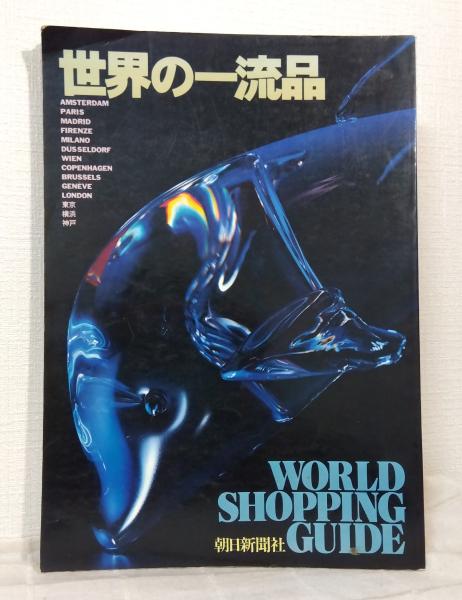 世界の一流品
AMSTERDAM
PARIS
MADRID
FIRENZE
MILANO
DUSSELDORF
WIEN
COPENHAGEN
BRUSSELS
GENEVE
LONDON
東京
横浜
神戸
WORLD
SHOPPING
朝日新聞社 GUIDE